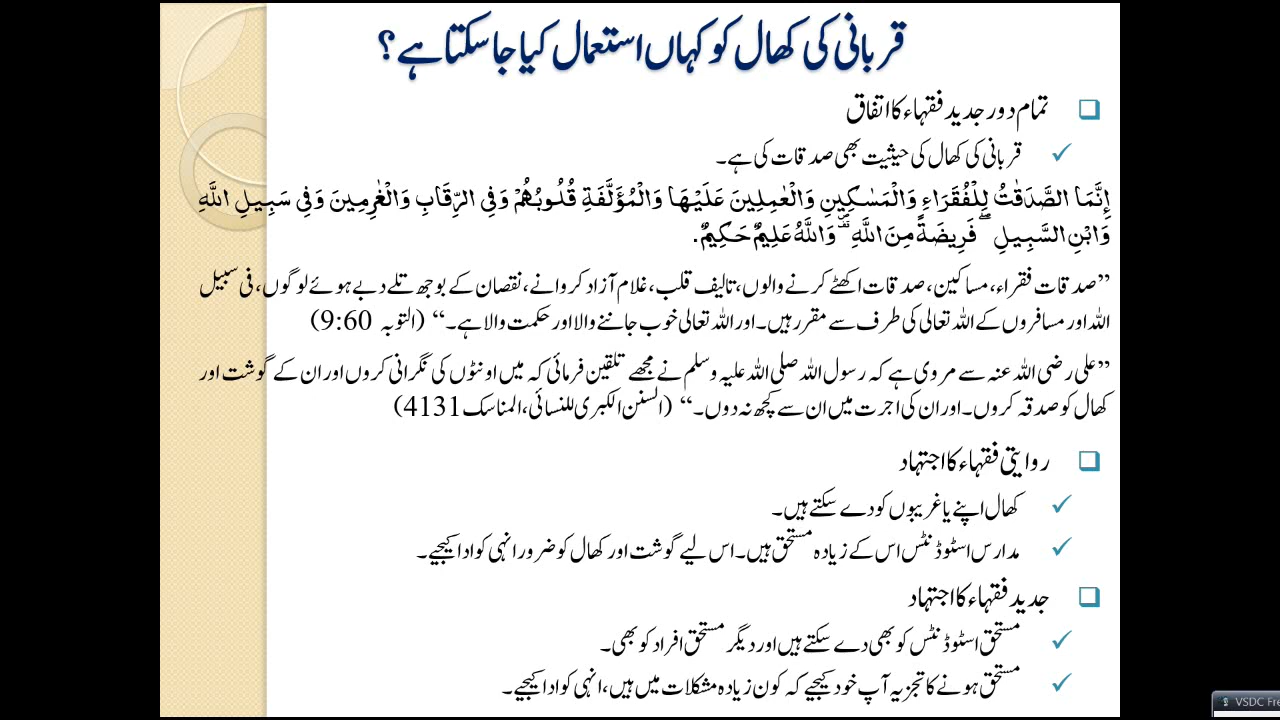 قربانی کی کھال کو کہاں استعمال کیا جا سکتا ہے؟
تمام دور جدید فقہاء کا اتفاق
قربانی کی کھال کی حیثیت بھی صدقات کی ہے۔
إِنَّمَا الصَّدَقٰتُ لِلْفُقَرَاءِ وَالْمَسٰكِينِ وَالْعٰمِلِينَ عَلَيْهَا وَالْمُؤَلَّفَةِ قُلُوبُهُمْ وَفِى الرِّقَابِ وَالْغٰرِمِينَ وَفِى سَبِيلِ اللَّهِ
وَابْنِ السَّبِيلِ ۖ فَرِيضَةً مِنَ اللَّهِ ۗ وَاللَّهُ عَلِيمٌ حَكِيمٌ.
”صدقات فقراء، مساکین، صدقات اکھٹے کرنے والوں، تالیف قلب، غلام آزاد کروانے، نقصان کے بوجھ تلے دبے ہوئے لوگوں، فی سبیل
اللہ اور مسافروں کے اللہ تعالی کی طرف سے مقرر ہیں۔ اور اللہ تعالی خوب جاننے والا اور حکمت والا ہے۔“ (التوبہ 9:60)
”علی رضی اللہ عنہ سے مروی ہے کہ رسول اللہ صلی اللہ علیہ وسلم نے مجھے تلقین فرمائی کہ میں اونٹوں کی نگرانی کروں اور ان کے گوشت اور
کھال کو صدقہ کروں۔ اور ان کی اجرت میں ان سے کچھ نہ دوں۔“ (السنن الکبری للنسائی، المناسک 4131)
روایتی فقہاء کا اجتہاد
کھال اپنے یا غریبوں کو دے سکتے ہیں۔
مدارس اسٹوڈنٹس اس کے زیادہ مستحق ہیں۔ اس لیے گوشت اور کھال کو ضرور انہی کو ادا کیجیے۔
جدید فقہاء کا اجتہاد
مستحق اسٹوڈنٹس کو بھی دے سکتے ہیں اور دیگر مستحق افراد کو بھی۔
مستحق ہونے کا تجزیہ آپ خود کیجیے کہ کون زیادہ مشکلات میں ہیں، انہی کو ادا کیجیے۔
VSDC Fre